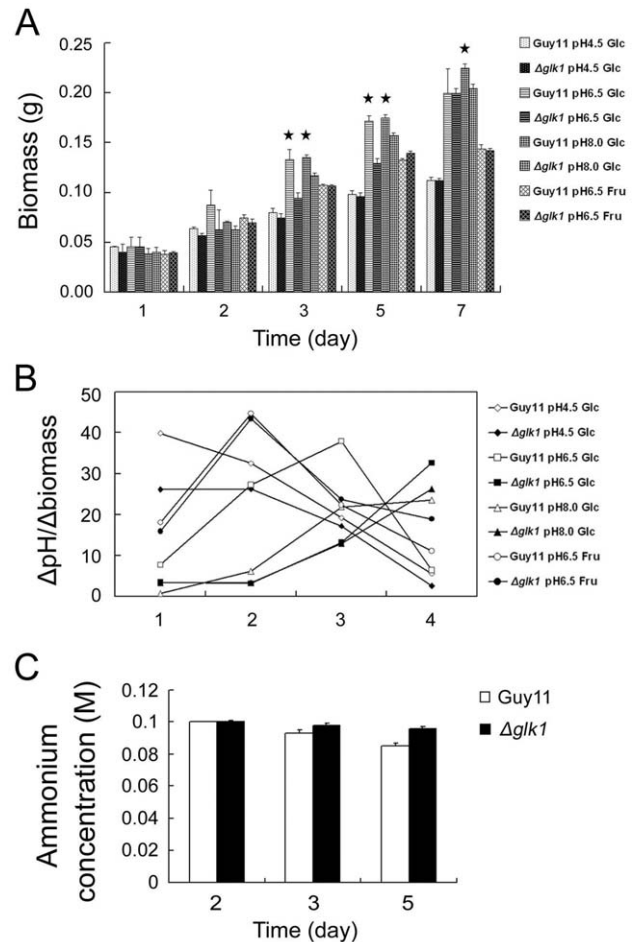 A
Biomass (g)
0.25
0.20
0.15
0.10
0.05
0.00
★ ★
★ ★
★
1 2 3 5 7
Time (day)
Guy11 pH4.5 Glc
Δglk1 pH4.5 Glc
Guy11 pH6.5 Glc
Δglk1 pH6.5 Glc
Guy11 pH8.0 Glc
Δglk1 pH8.0 Glc
Guy11 pH6.5 Fru
Δglk1 pH6.5 Fru
B
ΔpH/Δbiomass
50
40
30
20
10
0
1 2 3 4
Guy11 pH4.5 Glc
Δglk1 pH4.5 Glc
Guy11 pH6.5 Glc
Δglk1 pH6.5 Glc
Guy11 pH8.0 Glc
Δglk1 pH8.0 Glc
Guy11 pH6.5 Fru
Δglk1 pH6.5 Fru
C
Ammonium
concentration (M)
0.12
0.1
0.08
0.06
0.04
0.02
0
2 3 5
Time (day)
Guy11
Δglk1